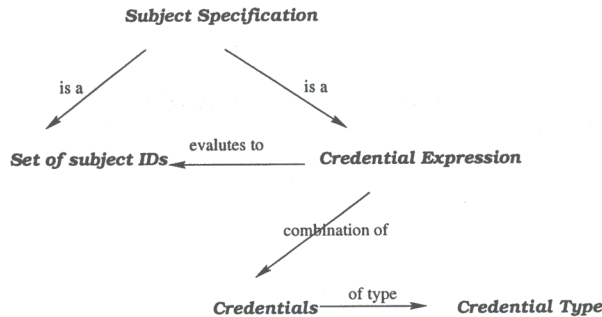 Subject Specification
is a
is a
evalutes to
Set of subject IDs
Credential Expression
combination of
of type
Credentials
Credential Type